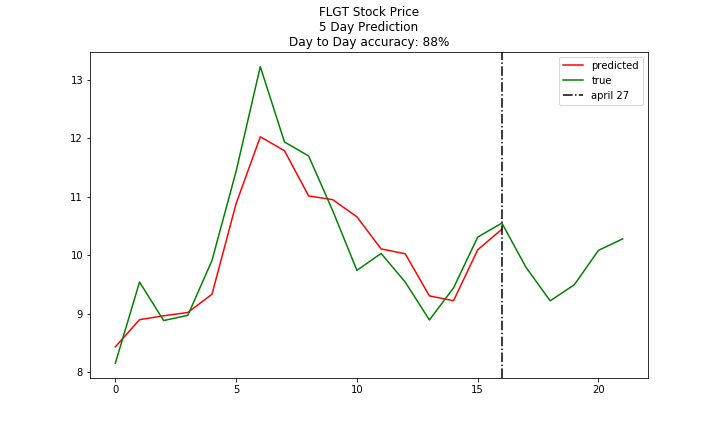 FLGT Stock Price
5 Day Prediction
Day to Day accuracy: 88%
predicted
true
april 27
13
12
11
10
9
8
0 5 10 15 20